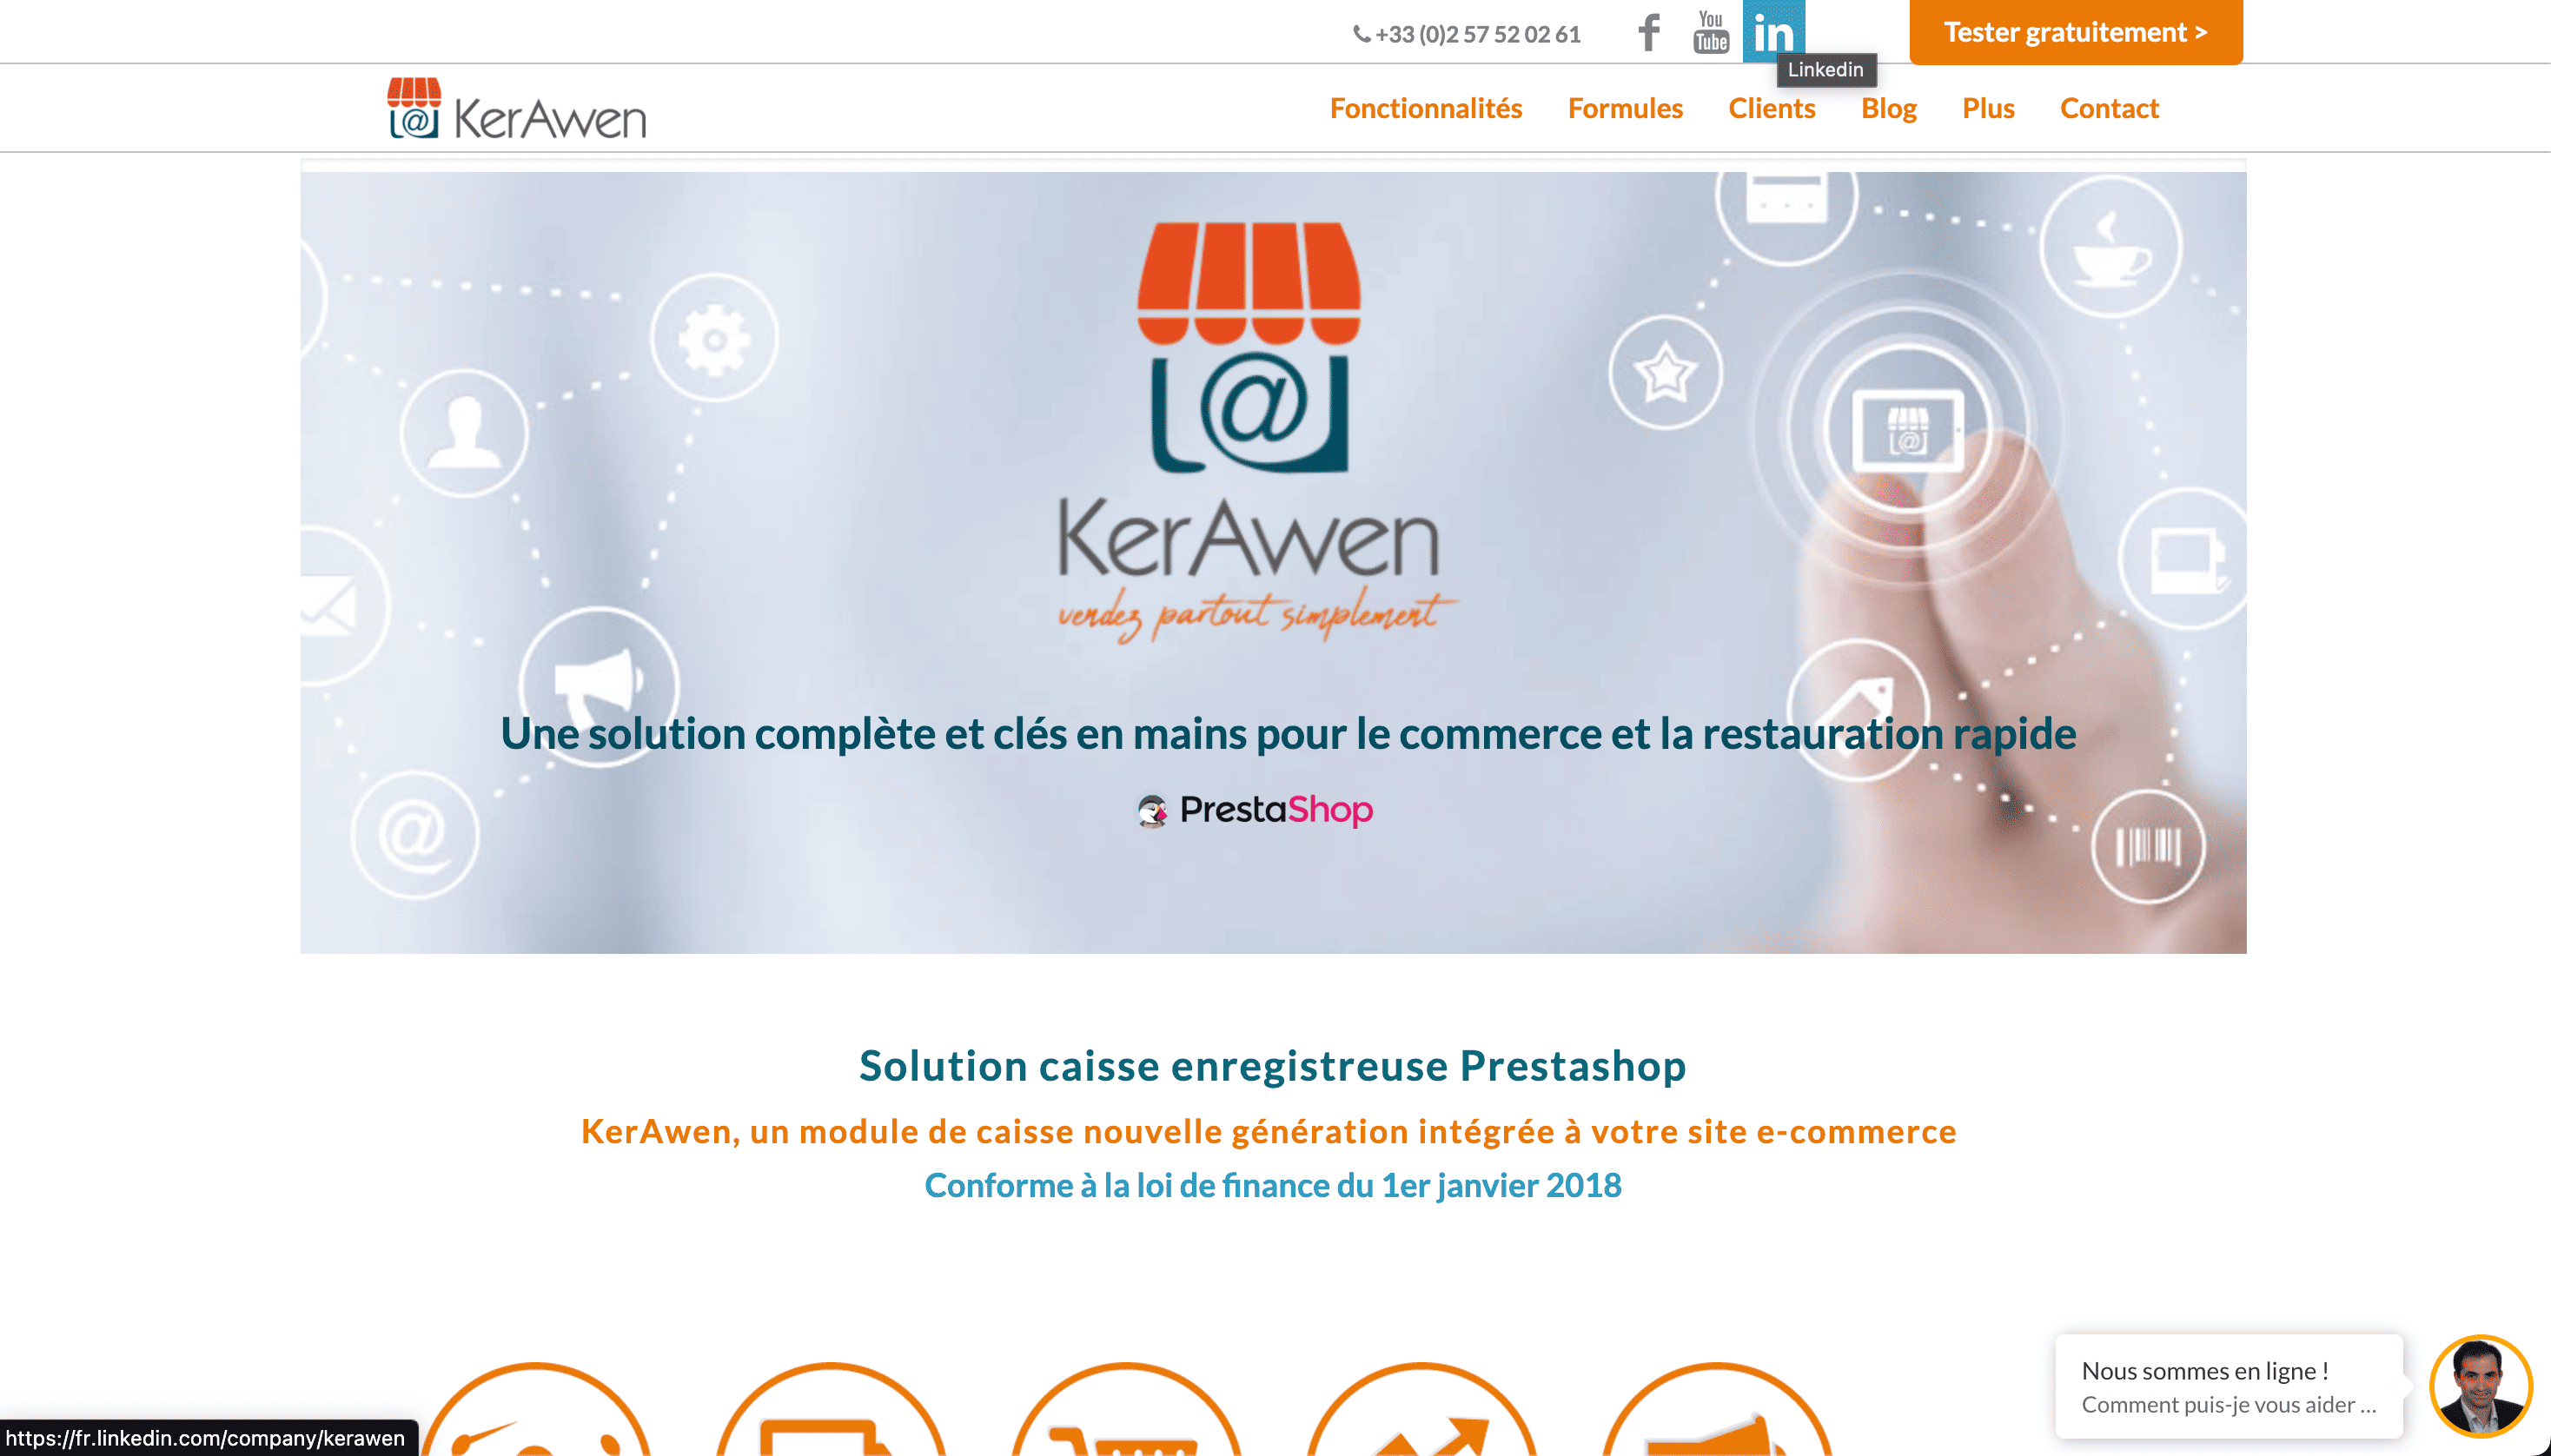 +33 (0)2 57 52 02 61
f
You
Tube
in
Tester gratuitement >
Linkedin
@ KerAwen
Fonctionnalités
Formules
Clients
Blog
Plus
Contact
@
KerAwen
vendez partout simplement
@
Une solution complète et clés en mains pour le commerce et la restauration rapide
PrestaShop
@
Solution caisse enregistreuse Prestashop
KerAwen, un module de caisse nouvelle génération intégrée à votre site e-commerce
Conforme à la loi de finance du 1er janvier 2018
Nous sommes en ligne !
Comment puis-je vous aider ...
https://fr.linkedin.com/company/kerawen